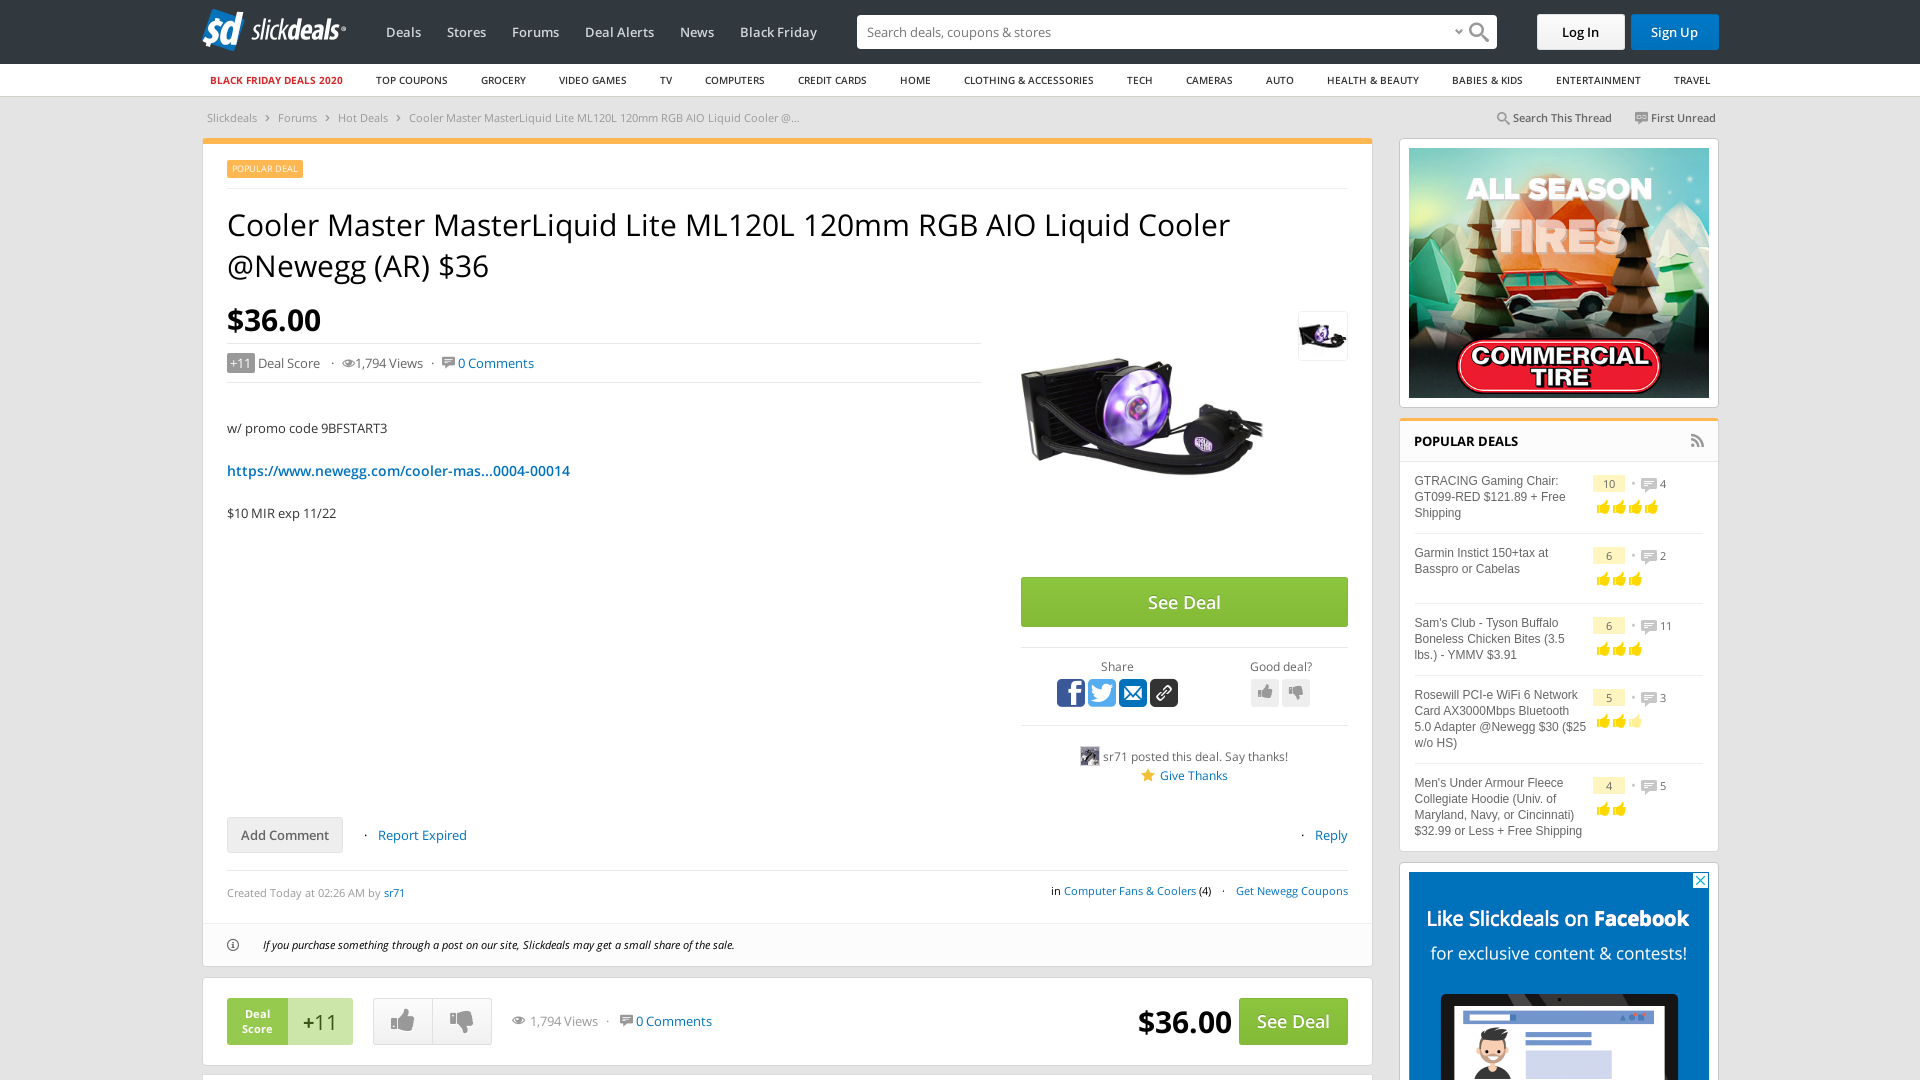 slickdeals
Deals Stores Forums Deal Alerts News Black Friday
Search deals, coupons & stores
Log In Sign Up
BLACK FRIDAY DEALS 2020 TOP COUPONS GROCERY VIDEO GAMES TV COMPUTERS CREDIT CARDS HOME CLOTHING & ACCESSORIES TECH CAMERAS AUTO HEALTH & BEAUTY BABIES & KIDS ENTERTAINMENT TRAVEL
Slickdeals › Forums › Hot Deals › Cooler Master MasterLiquid Lite ML120L 120mm RGB AIO Liquid Cooler @...
Search This Thread First Unread
POPULAR DEAL
Cooler Master MasterLiquid Lite ML120L 120mm RGB AIO Liquid Cooler
@Newegg (AR) $36
$36.00
+11 Deal Score · 1,794 Views · 0 Comments
w/ promo code 9BFSTART3
https://www.newegg.com/cooler-mas...0004-00014
$10 MIR exp 11/22
See Deal
Share
Good deal?
sr71 posted this deal. Say thanks!
Give Thanks
Add Comment · Report Expired
· Reply
Created Today at 02:26 AM by sr71
in Computer Fans & Coolers (4) · Get Newegg Coupons
If you purchase something through a post on our site, Slickdeals may get a small share of the sale.
Deal
Score
+11
1,794 Views · 0 Comments
$36.00
See Deal
ALL SEASON
TIRES
COMMERCIAL
TIRE
POPULAR DEALS
GTRACING Gaming Chair:
GT099-RED $121.89 + Free
Shipping
10 • 4
Garmin Instict 150+tax at
Basspro or Cabelas
6 • 2
Sam's Club - Tyson Buffalo
Boneless Chicken Bites (3.5
lbs.) - YMMV $3.91
6 • 11
Rosewill PCI-e WiFi 6 Network
Card AX3000Mbps Bluetooth
5.0 Adapter @Newegg $30 ($25
w/o HS)
5 • 3
Men's Under Armour Fleece
Collegiate Hoodie (Univ. of
Maryland, Navy, or Cincinnati)
$32.99 or Less + Free Shipping
4 • 5
Like Slickdeals on Facebook
for exclusive content & contests!